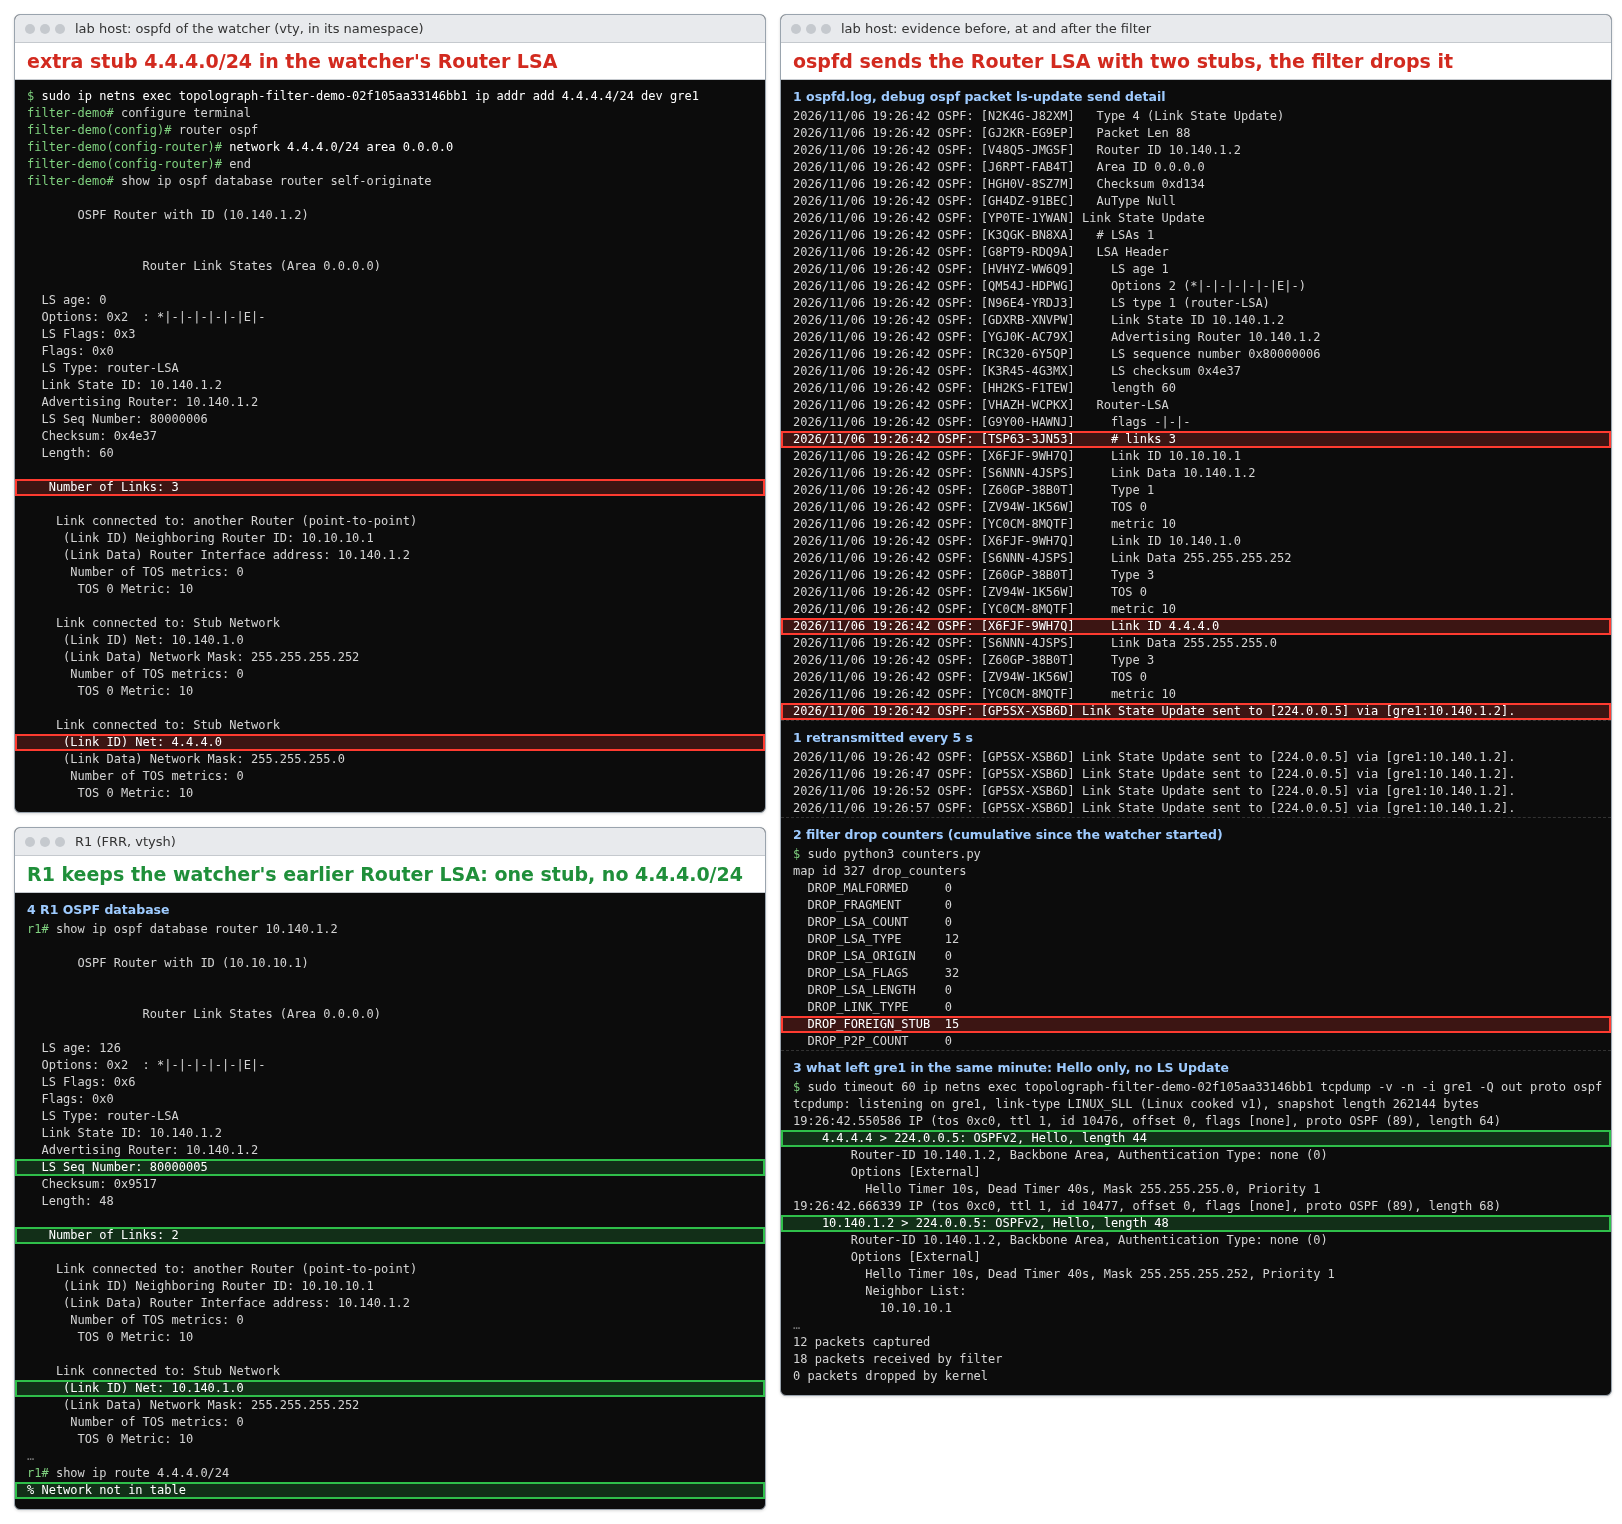 lab host: ospfd of the watcher (vty, in its namespace)
extra stub 4.4.4.0/24 in the watcher's Router LSA
$ sudo ip netns exec topolograph-filter-demo-02f105aa33146bb1 ip addr add 4.4.4.4/24 dev gre1
filter-demo# configure terminal
filter-demo(config)# router ospf
filter-demo(config-router)# network 4.4.4.0/24 area 0.0.0.0
filter-demo(config-router)# end
filter-demo# show ip ospf database router self-originate
OSPF Router with ID (10.140.1.2)
Router Link States (Area 0.0.0.0)
LS age: 0
Options: 0x2  : *|-|-|-|-|-|E|-
LS Flags: 0x3
Flags: 0x0
LS Type: router-LSA
Link State ID: 10.140.1.2
Advertising Router: 10.140.1.2
LS Seq Number: 80000006
Checksum: 0x4e37
Length: 60
Number of Links: 3
Link connected to: another Router (point-to-point)
(Link ID) Neighboring Router ID: 10.10.10.1
(Link Data) Router Interface address: 10.140.1.2
Number of TOS metrics: 0
TOS 0 Metric: 10
Link connected to: Stub Network
(Link ID) Net: 10.140.1.0
(Link Data) Network Mask: 255.255.255.252
Number of TOS metrics: 0
TOS 0 Metric: 10
Link connected to: Stub Network
(Link ID) Net: 4.4.4.0
(Link Data) Network Mask: 255.255.255.0
Number of TOS metrics: 0
TOS 0 Metric: 10
R1 (FRR, vtysh)
R1 keeps the watcher's earlier Router LSA: one stub, no 4.4.4.0/24
4 R1 OSPF database
r1# show ip ospf database router 10.140.1.2
OSPF Router with ID (10.10.10.1)
Router Link States (Area 0.0.0.0)
LS age: 126
Options: 0x2  : *|-|-|-|-|-|E|-
LS Flags: 0x6
Flags: 0x0
LS Type: router-LSA
Link State ID: 10.140.1.2
Advertising Router: 10.140.1.2
LS Seq Number: 80000005
Checksum: 0x9517
Length: 48
Number of Links: 2
Link connected to: another Router (point-to-point)
(Link ID) Neighboring Router ID: 10.10.10.1
(Link Data) Router Interface address: 10.140.1.2
Number of TOS metrics: 0
TOS 0 Metric: 10
Link connected to: Stub Network
(Link ID) Net: 10.140.1.0
(Link Data) Network Mask: 255.255.255.252
Number of TOS metrics: 0
TOS 0 Metric: 10
…
r1# show ip route 4.4.4.0/24
% Network not in table
lab host: evidence before, at and after the filter
ospfd sends the Router LSA with two stubs, the filter drops it
1 ospfd.log, debug ospf packet ls-update send detail
2026/11/06 19:26:42 OSPF: [N2K4G-J82XM]   Type 4 (Link State Update)
2026/11/06 19:26:42 OSPF: [GJ2KR-EG9EP]   Packet Len 88
2026/11/06 19:26:42 OSPF: [V48Q5-JMGSF]   Router ID 10.140.1.2
2026/11/06 19:26:42 OSPF: [J6RPT-FAB4T]   Area ID 0.0.0.0
2026/11/06 19:26:42 OSPF: [HGH0V-8SZ7M]   Checksum 0xd134
2026/11/06 19:26:42 OSPF: [GH4DZ-91BEC]   AuType Null
2026/11/06 19:26:42 OSPF: [YP0TE-1YWAN] Link State Update
2026/11/06 19:26:42 OSPF: [K3QGK-BN8XA]   # LSAs 1
2026/11/06 19:26:42 OSPF: [G8PT9-RDQ9A]   LSA Header
2026/11/06 19:26:42 OSPF: [HVHYZ-WW6Q9]     LS age 1
2026/11/06 19:26:42 OSPF: [QM54J-HDPWG]     Options 2 (*|-|-|-|-|-|E|-)
2026/11/06 19:26:42 OSPF: [N96E4-YRDJ3]     LS type 1 (router-LSA)
2026/11/06 19:26:42 OSPF: [GDXRB-XNVPW]     Link State ID 10.140.1.2
2026/11/06 19:26:42 OSPF: [YGJ0K-AC79X]     Advertising Router 10.140.1.2
2026/11/06 19:26:42 OSPF: [RC320-6Y5QP]     LS sequence number 0x80000006
2026/11/06 19:26:42 OSPF: [K3R45-4G3MX]     LS checksum 0x4e37
2026/11/06 19:26:42 OSPF: [HH2KS-F1TEW]     length 60
2026/11/06 19:26:42 OSPF: [VHAZH-WCPKX]   Router-LSA
2026/11/06 19:26:42 OSPF: [G9Y00-HAWNJ]     flags -|-|-
2026/11/06 19:26:42 OSPF: [TSP63-3JN53]     # links 3
2026/11/06 19:26:42 OSPF: [X6FJF-9WH7Q]     Link ID 10.10.10.1
2026/11/06 19:26:42 OSPF: [S6NNN-4JSPS]     Link Data 10.140.1.2
2026/11/06 19:26:42 OSPF: [Z60GP-38B0T]     Type 1
2026/11/06 19:26:42 OSPF: [ZV94W-1K56W]     TOS 0
2026/11/06 19:26:42 OSPF: [YC0CM-8MQTF]     metric 10
2026/11/06 19:26:42 OSPF: [X6FJF-9WH7Q]     Link ID 10.140.1.0
2026/11/06 19:26:42 OSPF: [S6NNN-4JSPS]     Link Data 255.255.255.252
2026/11/06 19:26:42 OSPF: [Z60GP-38B0T]     Type 3
2026/11/06 19:26:42 OSPF: [ZV94W-1K56W]     TOS 0
2026/11/06 19:26:42 OSPF: [YC0CM-8MQTF]     metric 10
2026/11/06 19:26:42 OSPF: [X6FJF-9WH7Q]     Link ID 4.4.4.0
2026/11/06 19:26:42 OSPF: [S6NNN-4JSPS]     Link Data 255.255.255.0
2026/11/06 19:26:42 OSPF: [Z60GP-38B0T]     Type 3
2026/11/06 19:26:42 OSPF: [ZV94W-1K56W]     TOS 0
2026/11/06 19:26:42 OSPF: [YC0CM-8MQTF]     metric 10
2026/11/06 19:26:42 OSPF: [GP5SX-XSB6D] Link State Update sent to [224.0.0.5] via [gre1:10.140.1.2].
1 retransmitted every 5 s
2026/11/06 19:26:42 OSPF: [GP5SX-XSB6D] Link State Update sent to [224.0.0.5] via [gre1:10.140.1.2].
2026/11/06 19:26:47 OSPF: [GP5SX-XSB6D] Link State Update sent to [224.0.0.5] via [gre1:10.140.1.2].
2026/11/06 19:26:52 OSPF: [GP5SX-XSB6D] Link State Update sent to [224.0.0.5] via [gre1:10.140.1.2].
2026/11/06 19:26:57 OSPF: [GP5SX-XSB6D] Link State Update sent to [224.0.0.5] via [gre1:10.140.1.2].
2 filter drop counters (cumulative since the watcher started)
$ sudo python3 counters.py
map id 327 drop_counters
DROP_MALFORMED     0
DROP_FRAGMENT      0
DROP_LSA_COUNT     0
DROP_LSA_TYPE      12
DROP_LSA_ORIGIN    0
DROP_LSA_FLAGS     32
DROP_LSA_LENGTH    0
DROP_LINK_TYPE     0
DROP_FOREIGN_STUB  15
DROP_P2P_COUNT     0
3 what left gre1 in the same minute: Hello only, no LS Update
$ sudo timeout 60 ip netns exec topolograph-filter-demo-02f105aa33146bb1 tcpdump -v -n -i gre1 -Q out proto ospf
tcpdump: listening on gre1, link-type LINUX_SLL (Linux cooked v1), snapshot length 262144 bytes
19:26:42.550586 IP (tos 0xc0, ttl 1, id 10476, offset 0, flags [none], proto OSPF (89), length 64)
4.4.4.4 > 224.0.0.5: OSPFv2, Hello, length 44
Router-ID 10.140.1.2, Backbone Area, Authentication Type: none (0)
Options [External]
Hello Timer 10s, Dead Timer 40s, Mask 255.255.255.0, Priority 1
19:26:42.666339 IP (tos 0xc0, ttl 1, id 10477, offset 0, flags [none], proto OSPF (89), length 68)
10.140.1.2 > 224.0.0.5: OSPFv2, Hello, length 48
Router-ID 10.140.1.2, Backbone Area, Authentication Type: none (0)
Options [External]
Hello Timer 10s, Dead Timer 40s, Mask 255.255.255.252, Priority 1
Neighbor List:
10.10.10.1
…
12 packets captured
18 packets received by filter
0 packets dropped by kernel